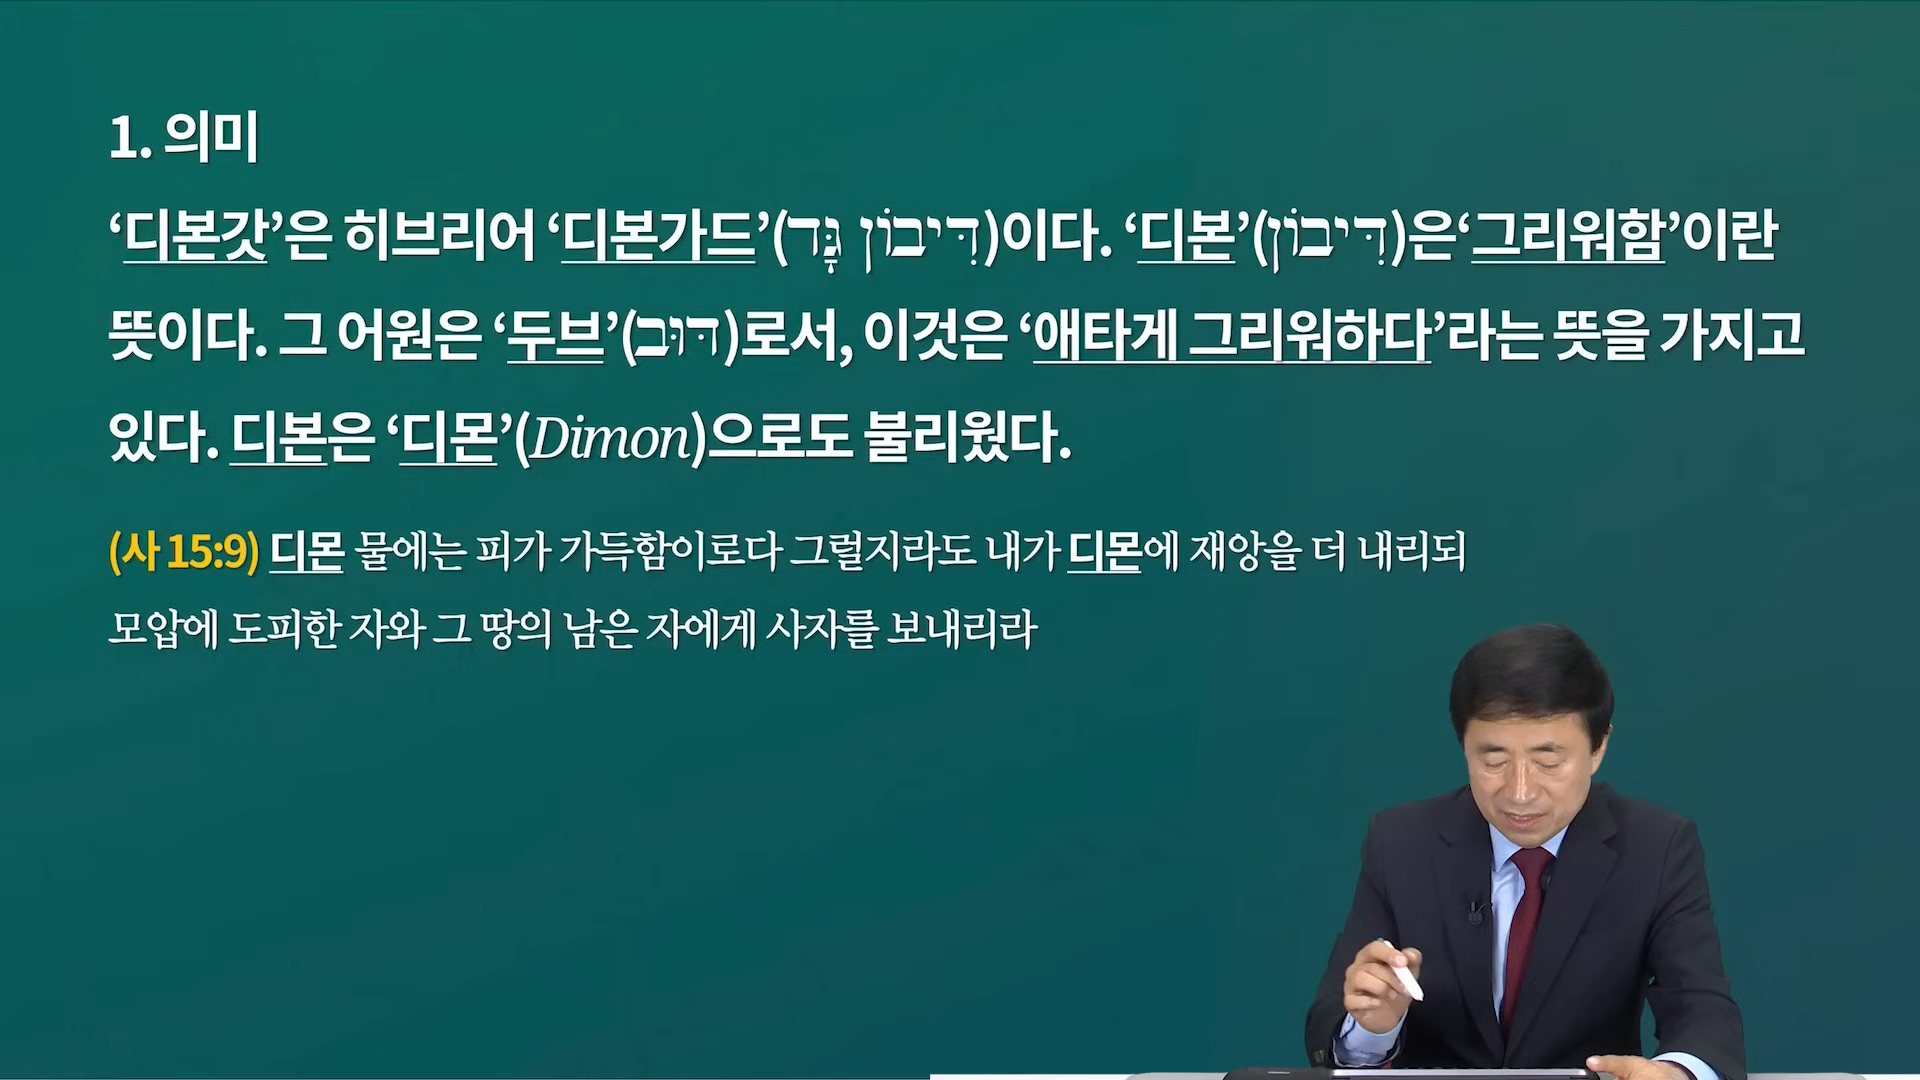 1. 의미
‘디본갓’은 히브리어 ‘디본가드’(דִּיבוֹן גָּד)이다. ‘디본’(דִּיבוֹן)은‘그리워함’이란
뜻이다. 그 어원은 ‘두브’(דּוּב)로서, 이것은 ‘애타게 그리워하다’라는 뜻을 가지고
있다. 디본은 ‘디몬’(Dimon)으로도 불리웠다.
(사 15:9) 디몬 물에는 피가 가득함이로다 그럴지라도 내가 디몬에 재앙을 더 내리되
모압에 도피한 자와 그 땅의 남은 자에게 사자를 보내리라